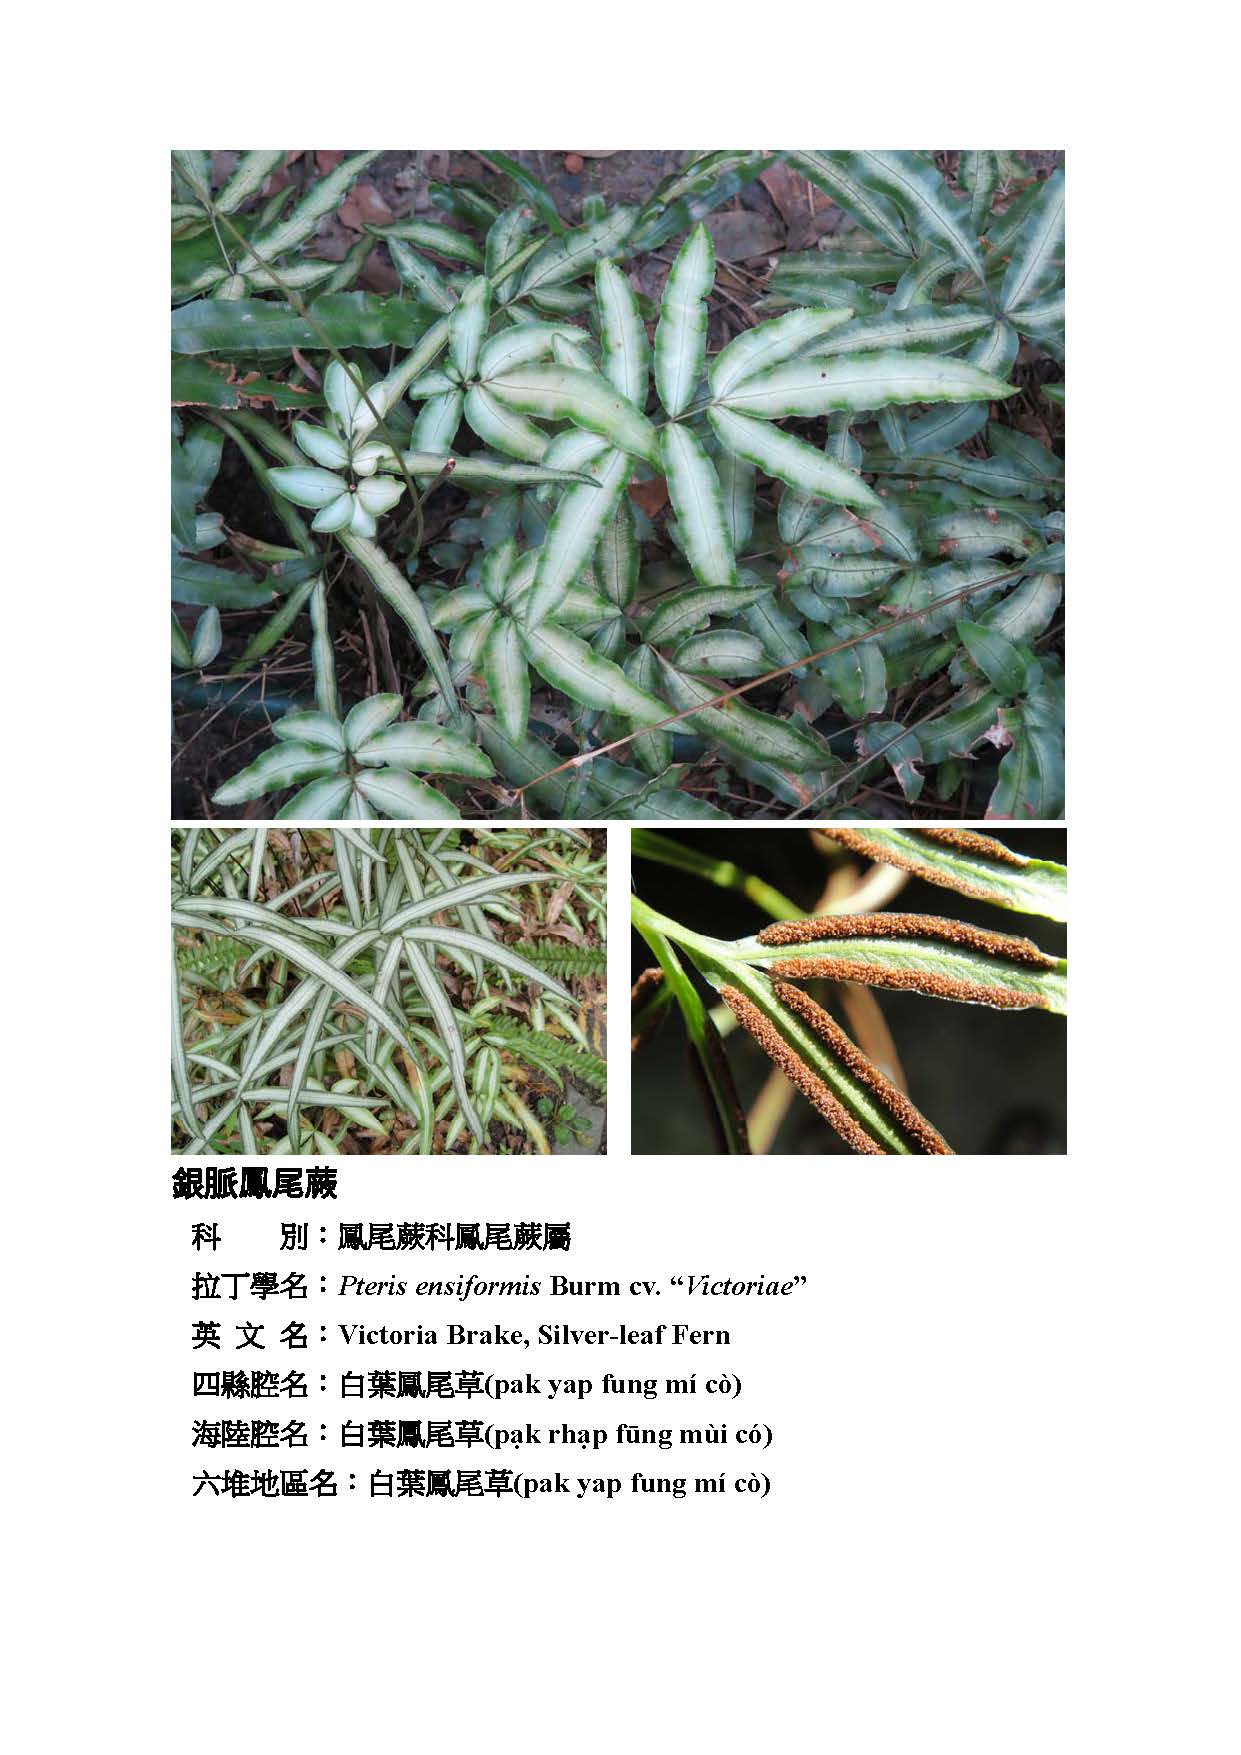 銀脈鳳尾蕨
科　　別：鳳尾蕨科鳳尾蕨屬
拉丁學名：Pteris ensiformis Burm cv. “Victoriae”
英 文 名：Victoria Brake, Silver-leaf Fern
四縣腔名：白葉鳳尾草(pak yap fung mí cò)
海陸腔名：白葉鳳尾草(pa̠k rha̠p fūng mùi có)
六堆地區名：白葉鳳尾草(pak yap fung mí cò)